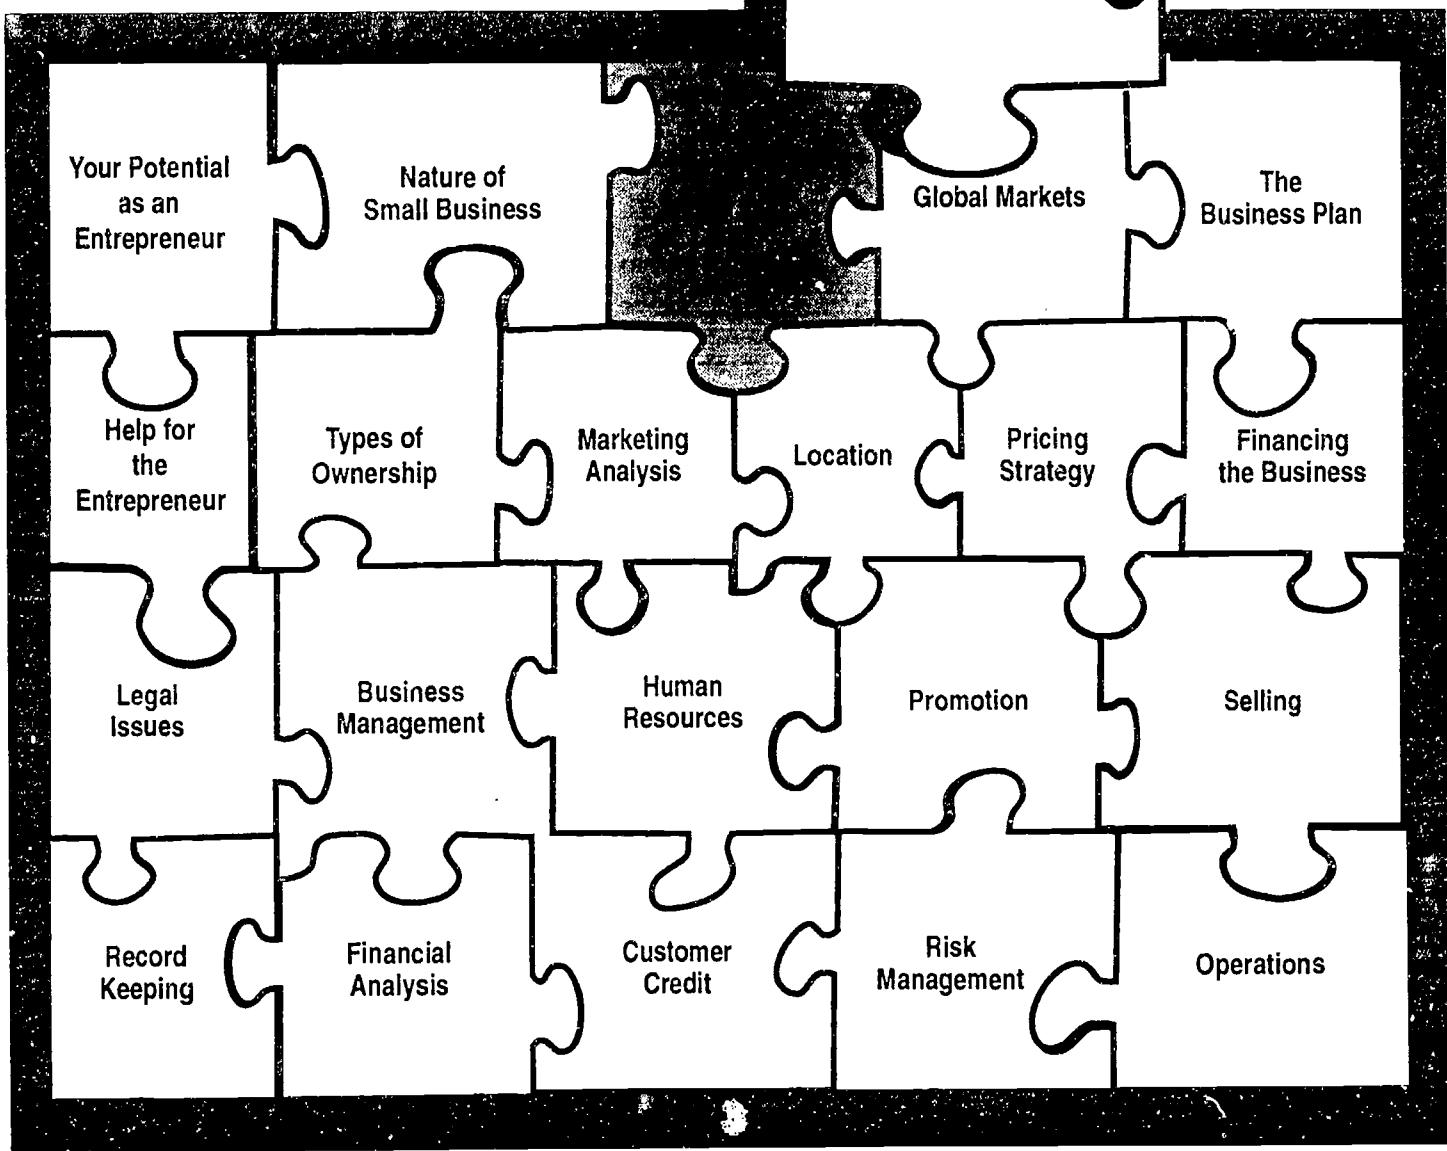 Your Potential
as an
Entrepreneur
Nature of
Small Business
Global Markets
The
Business Plan
Help for
the
Entrepreneur
Types of
Ownership
Marketing
Analysis
Location
Pricing
Strategy
Financing
the Business
Legal
Issues
Business
Management
Human
Resources
Promotion
Selling
Record
Keeping
Financial
Analysis
Customer
Credit
Risk
Management
Operations